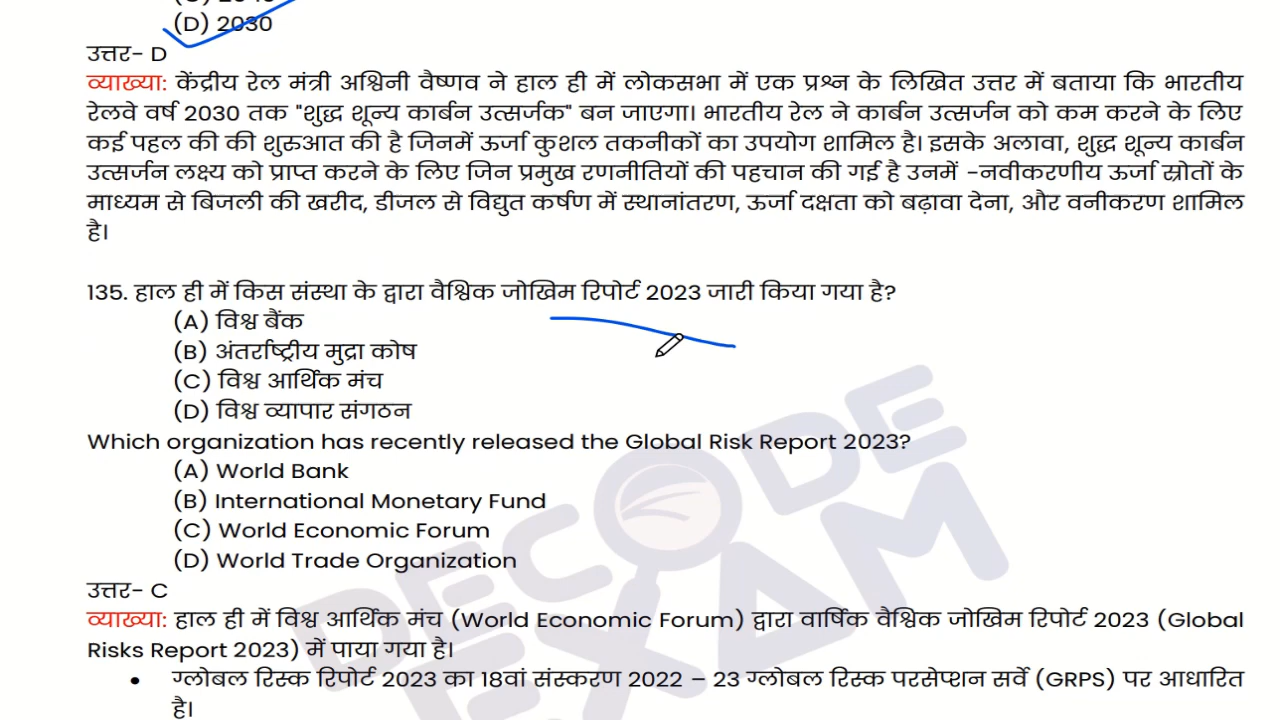 (D) 2030
उत्तर- D
व्याख्या: केंद्रीय रेल मंत्री अश्विनी वैष्णव ने हाल ही में लोकसभा में एक प्रश्न के लिखित उत्तर में बताया कि भारतीय
रेलवे वर्ष 2030 तक "शुद्ध शून्य कार्बन उत्सर्जक" बन जाएगा। भारतीय रेल ने कार्बन उत्सर्जन को कम करने के लिए
कई पहल की की शुरुआत की है जिनमें ऊर्जा कुशल तकनीकों का उपयोग शामिल है। इसके अलावा, शुद्ध शून्य कार्बन
उत्सर्जन लक्ष्य को प्राप्त करने के लिए जिन प्रमुख रणनीतियों की पहचान की गई है उनमें -नवीकरणीय ऊर्जा स्रोतों के
माध्यम से बिजली की खरीद, डीजल से विद्युत कर्षण में स्थानांतरण, ऊर्जा दक्षता को बढ़ावा देना, और वनीकरण शामिल
है।
135. हाल ही में किस संस्था के द्वारा वैश्विक जोखिम रिपोर्ट 2023 जारी किया गया है?
(A) विश्व बैंक
(B) अंतर्राष्ट्रीय मुद्रा कोष
(C) विश्व आर्थिक मंच
(D) विश्व व्यापार संगठन
Which organization has recently released the Global Risk Report 2023?
(A) World Bank
(B) International Monetary Fund
(C) World Economic Forum
(D) World Trade Organization
उत्तर- C
व्याख्या: हाल ही में विश्व आर्थिक मंच (World Economic Forum) द्वारा वार्षिक वैश्विक जोखिम रिपोर्ट 2023 (Global
Risks Report 2023) में पाया गया है।
• ग्लोबल रिस्क रिपोर्ट 2023 का 18वां संस्करण 2022 – 23 ग्लोबल रिस्क परसेप्शन सर्वे (GRPS) पर आधारित
है।
DECODE
EXAM